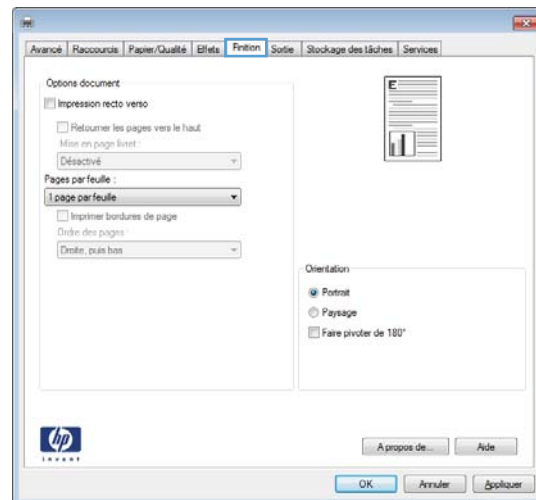 Avancé Raccourcis Papier/Qualité Effets Finition Sortie Stockage des tâches Services
Options document
Impression recto verso
Retourner les pages vers le haut
Mise en page livret :
Désactivé
Pages par feuille :
1 page par feuille
Imprimer bordures de page
Ordre des pages :
Droite, puis bas
E
Orientation
Portrait
Paysage
Faire pivoter de 180°
hp
invent
A propos de...
Aide
OK
Annuler
Appliquer